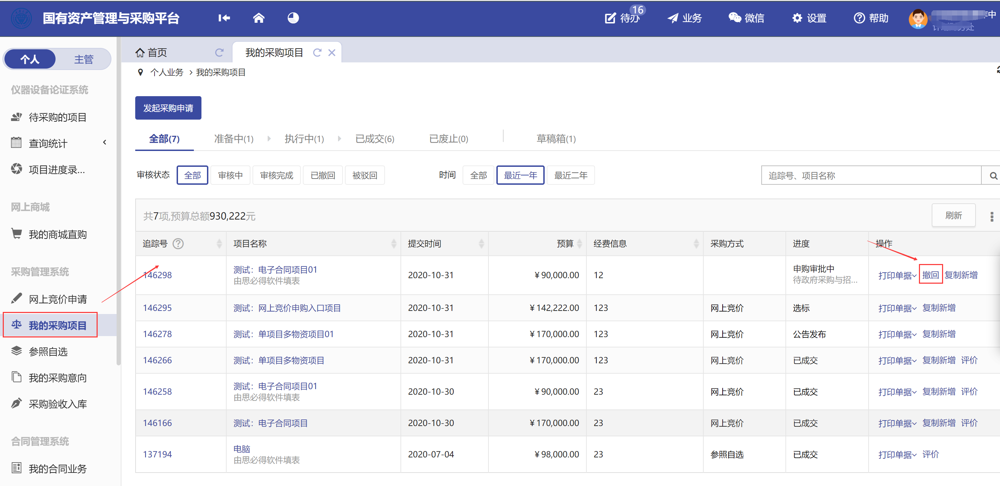 国有资产管理与采购平台
待办
16
业务
微信
设置
帮助
中
个人
主管
仪器设备论证系统
待采购的项目
查询统计
项目进度录...
网上商城
我的商城直购
采购管理系统
网上竞价申请
我的采购项目
参照自选
我的采购意向
采购验收入库
合同管理系统
我的合同业务
首页
我的采购项目
个人业务 > 我的采购项目
发起采购申请
全部(7)
准备中(1)
执行中(1)
已成交(6)
已废止(0)
草稿箱(1)
审核状态 全部 审核中 审核完成 已撤回 被驳回
时间 全部 最近一年 最近二年
追踪号、项目名称
共7项,预算总额930,222元
刷新
追踪号 项目名称 提交时间 预算 经费信息 采购方式 进度 操作
146298
测试：电子合同项目01
由思必得软件填表
2020-10-31
¥90,000.00
12
申购审批中
待政府采购与招...
打印单据 撤回 复制新增
146295 测试：网上竞价申购入口项目 2020-10-31 ¥142,222.00 123 网上竞价 选标 打印单据 复制新增
146278 测试：单项目多物资项目01 2020-10-31 ¥170,000.00 123 网上竞价 公告发布 打印单据 复制新增
146266 测试：单项目多物资项目 2020-10-31 ¥170,000.00 123 网上竞价 已成交 打印单据 复制新增 评价
146258
测试：电子合同项目01
由思必得软件填表
2020-10-30
¥90,000.00
23
网上竞价
已成交
打印单据 复制新增 评价
146166 测试：电子合同项目 2020-10-30 ¥170,000.00 23 网上竞价 已成交 打印单据 复制新增 评价
137194
电脑
由思必得软件填表
2020-07-04
¥98,000.00
23
参照自选
已成交
打印单据 评价